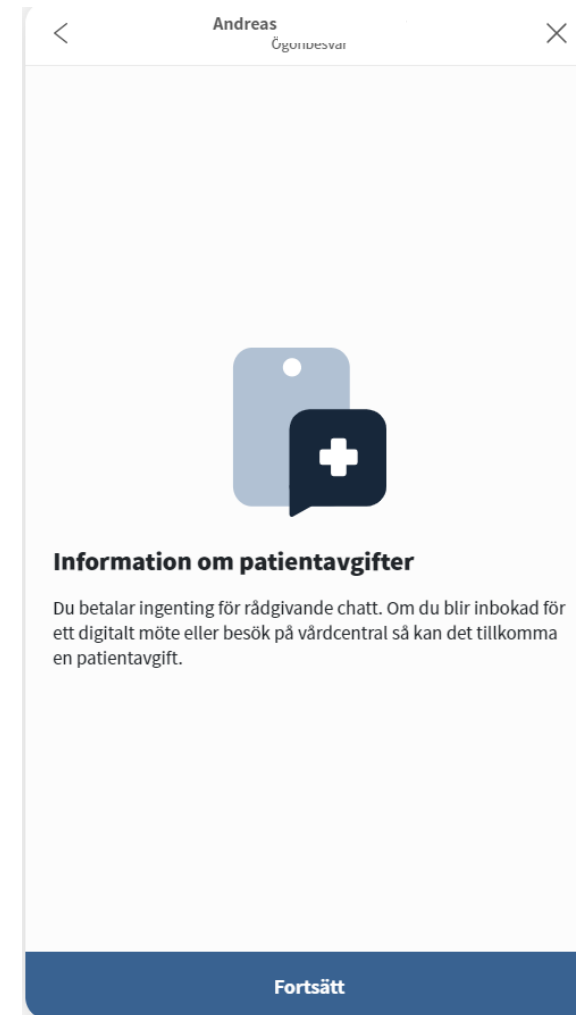 Andreas
Ögonbesvär
Information om patientavgifter
Du betalar ingenting för rådgivande chatt. Om du blir inbokad för
ett digitalt möte eller besök på vårdcentral så kan det tillkomma
en patientavgift.
Fortsätt